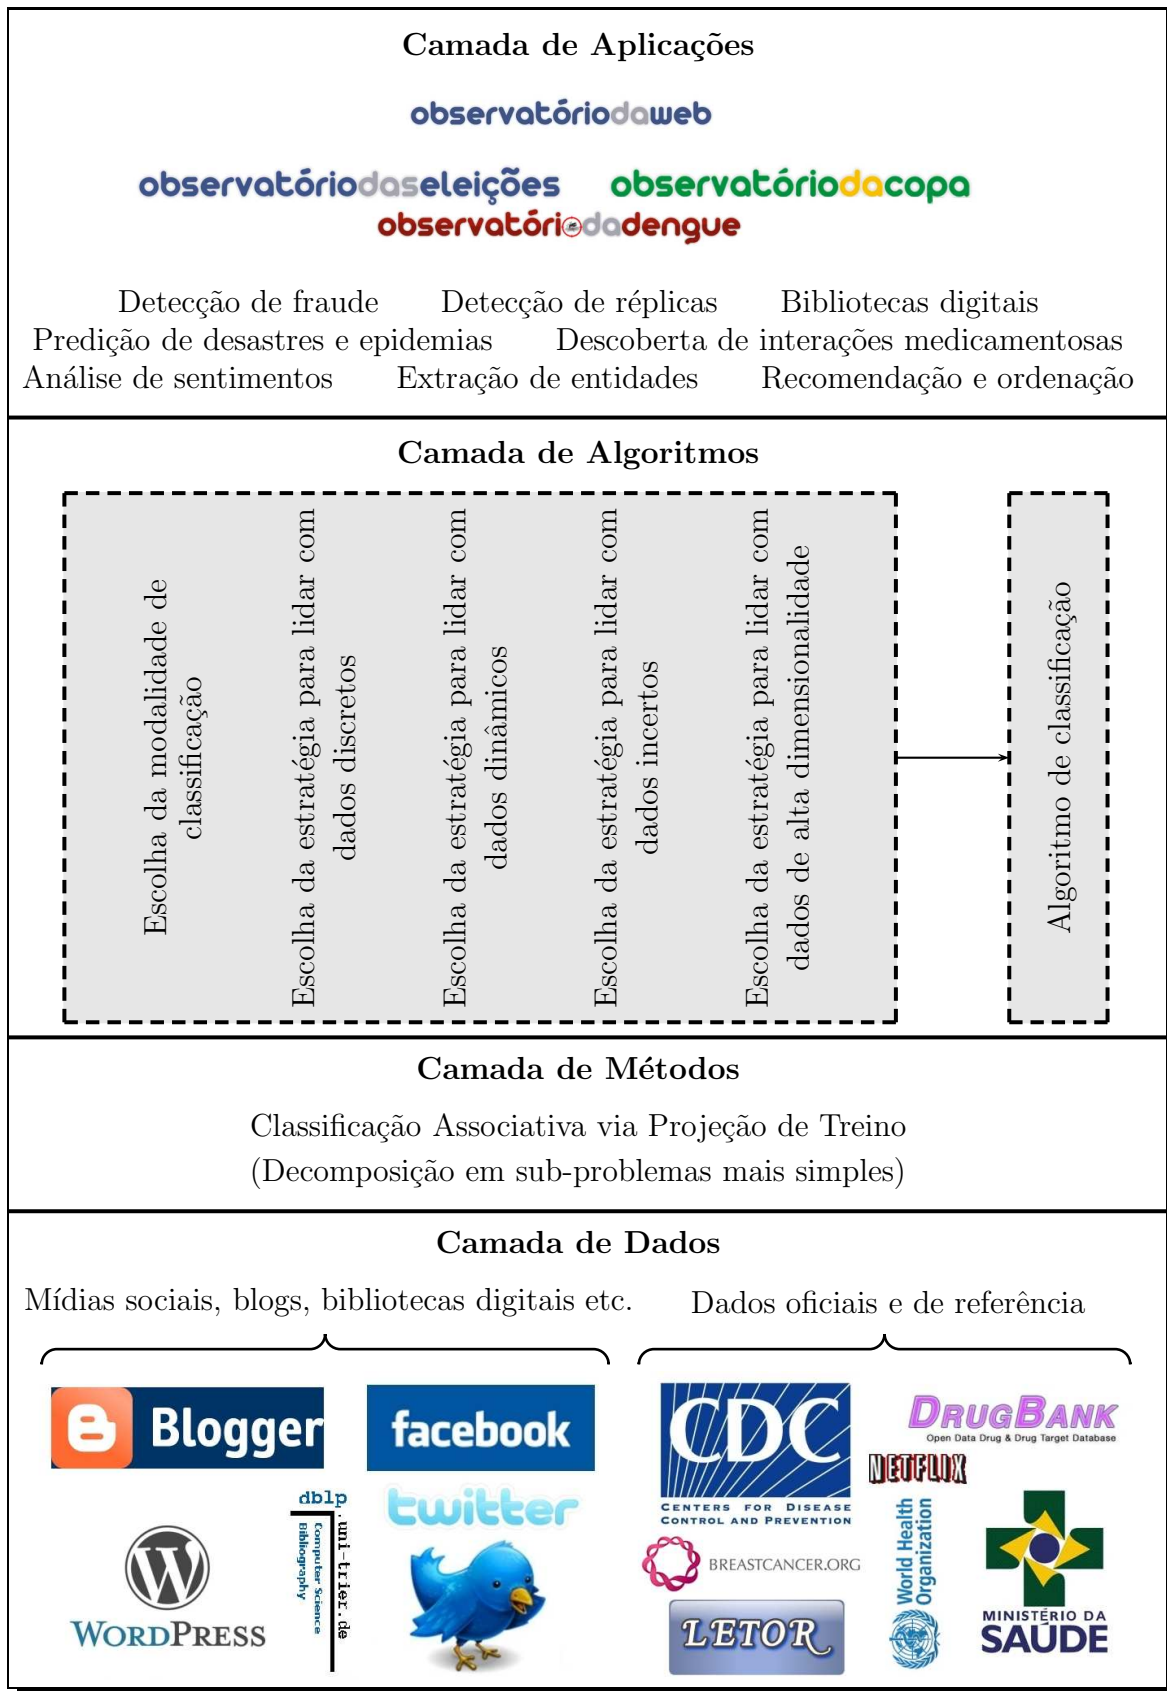 Camada de Aplicações
observatóriodaweb
observatóriodaseleições observatóriodacopa
observatóriodadengue
Detecção de fraude Detecção de réplicas Bibliotecas digitais
Predição de desastres e epidemias Descoberta de interações medicamentosas
Análise de sentimentos Extração de entidades Recomendação e ordenação
Camada de Algoritmos
Escolha da modalidade de
classificação
Escolha da estratégia para lidar com
dados discretos
Escolha da estratégia para lidar com
dados dinâmicos
Escolha da estratégia para lidar com
dados incertos
Escolha da estratégia para lidar com
dados de alta dimensionalidade
Algoritmo de classificação
Camada de Métodos
Classificação Associativa via Projeção de Treino
(Decomposição em sub-problemas mais simples)
Camada de Dados
Mídias sociais, blogs, bibliotecas digitais etc.
Dados oficiais e de referência
Blogger
facebook
dblp
.uni-trier.de
Computer Science
Bibliography
twitter
WORDPRESS
CDC
CENTERS FOR DISEASE
CONTROL AND PREVENTION
DRUGBANK
Open Data Drug & Drug Target Database
NETFLIX
BREASTCANCER.ORG
World Health
Organization
LETOR
MINISTÉRIO DA
SAÚDE